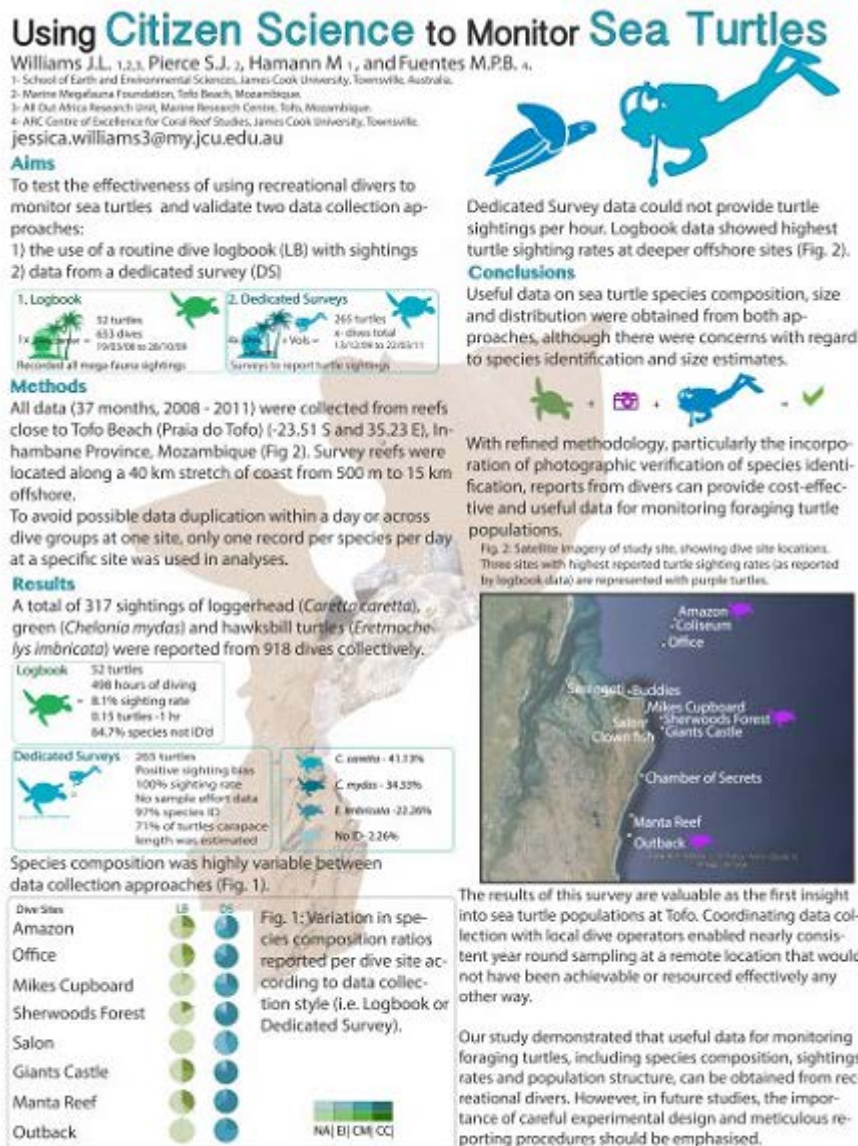 Using Citizen Science to Monitor Sea Turtles
Williams J.L. 1,2,3, Pierce S.J. 2, Hamann M 1, and Fuentes M.P.B. 4.
1- School of Earth and Environmental Sciences, James Cook University, Townsville, Australia.
2- Marine Megafauna Foundation, Tofo Beach, Mozambique.
3- All Out Africa Research Unit, Marine Research Centre, Tofo, Mozambique.
4- ARC Centre of Excellence for Coral Reef Studies, James Cook University, Townsville.
jessica.williams3@my.jcu.edu.au
Aims
To test the effectiveness of using recreational divers to
monitor sea turtles and validate two data collection ap-
proaches:
1) the use of a routine dive logbook (LB) with sightings
2) data from a dedicated survey (DS)
1. Logbook
52 turtles
653 dives
19/03/08 to 28/10/09
Recorded all mega-fauna sightings
2. Dedicated Surveys
+ Vols =
265 turtles
x- dives total
13/12/09 to 22/03/11
Surveys to report turtle sightings
Methods
All data (37 months, 2008 - 2011) were collected from reefs
close to Tofo Beach (Praia do Tofo) (-23.51 S and 35.23 E), In-
hambane Province, Mozambique (Fig 2). Survey reefs were
located along a 40 km stretch of coast from 500 m to 15 km
offshore.
To avoid possible data duplication within a day or across
dive groups at one site, only one record per species per day
at a specific site was used in analyses.
Results
A total of 317 sightings of loggerhead (Caretta caretta),
green (Chelonia mydas) and hawksbill turtles (Eretmoche-
lys imbricata) were reported from 918 dives collectively.
Logbook
52 turtles
498 hours of diving
= 8.1% sighting rate
0.15 turtles -1 hr
64.7% species not ID'd
Dedicated Surveys
265 turtles
Positive sighting bias
100% sighting rate
No sample effort data
97% species ID
71% of turtles carapace
length was estimated
C. caretta - 41.13%
C. mydas - 34.33%
E. imbricata -22.26%
No ID- 2.26%
Species composition was highly variable between
data collection approaches (Fig. 1).
Dive Sites LB DS
Amazon
Office
Mikes Cupboard
Sherwoods Forest
Salon
Giants Castle
Manta Reef
Outback
Fig. 1: Variation in spe-
cies composition ratios
reported per dive site ac-
cording to data collec-
tion style (i.e. Logbook or
Dedicated Survey).
NA| EI| CM| CC|
Dedicated Survey data could not provide turtle
sightings per hour. Logbook data showed highest
turtle sighting rates at deeper offshore sites (Fig. 2).
Conclusions
Useful data on sea turtle species composition, size
and distribution were obtained from both ap-
proaches, although there were concerns with regard
to species identification and size estimates.
+ + =
With refined methodology, particularly the incorpo-
ration of photographic verification of species identi-
fication, reports from divers can provide cost-effec-
tive and useful data for monitoring foraging turtle
populations.
Fig. 2: Satellite imagery of study site, showing dive site locations.
Three sites with highest reported turtle sighting rates (as reported
by logbook data) are represented with purple turtles.
Amazon
Coliseum
Office
Buddies
Mikes Cupboard
Salon
Sherwoods Forest
Clown fish
Giants Castle
Chamber of Secrets
Manta Reef
Outback
The results of this survey are valuable as the first insight
into sea turtle populations at Tofo. Coordinating data col-
lection with local dive operators enabled nearly consis-
tent year round sampling at a remote location that would
not have been achievable or resourced effectively any
other way.
Our study demonstrated that useful data for monitoring
foraging turtles, including species composition, sightings
rates and population structure, can be obtained from rec-
reational divers. However, in future studies, the impor-
tance of careful experimental design and meticulous re-
porting procedures should be emphasised.